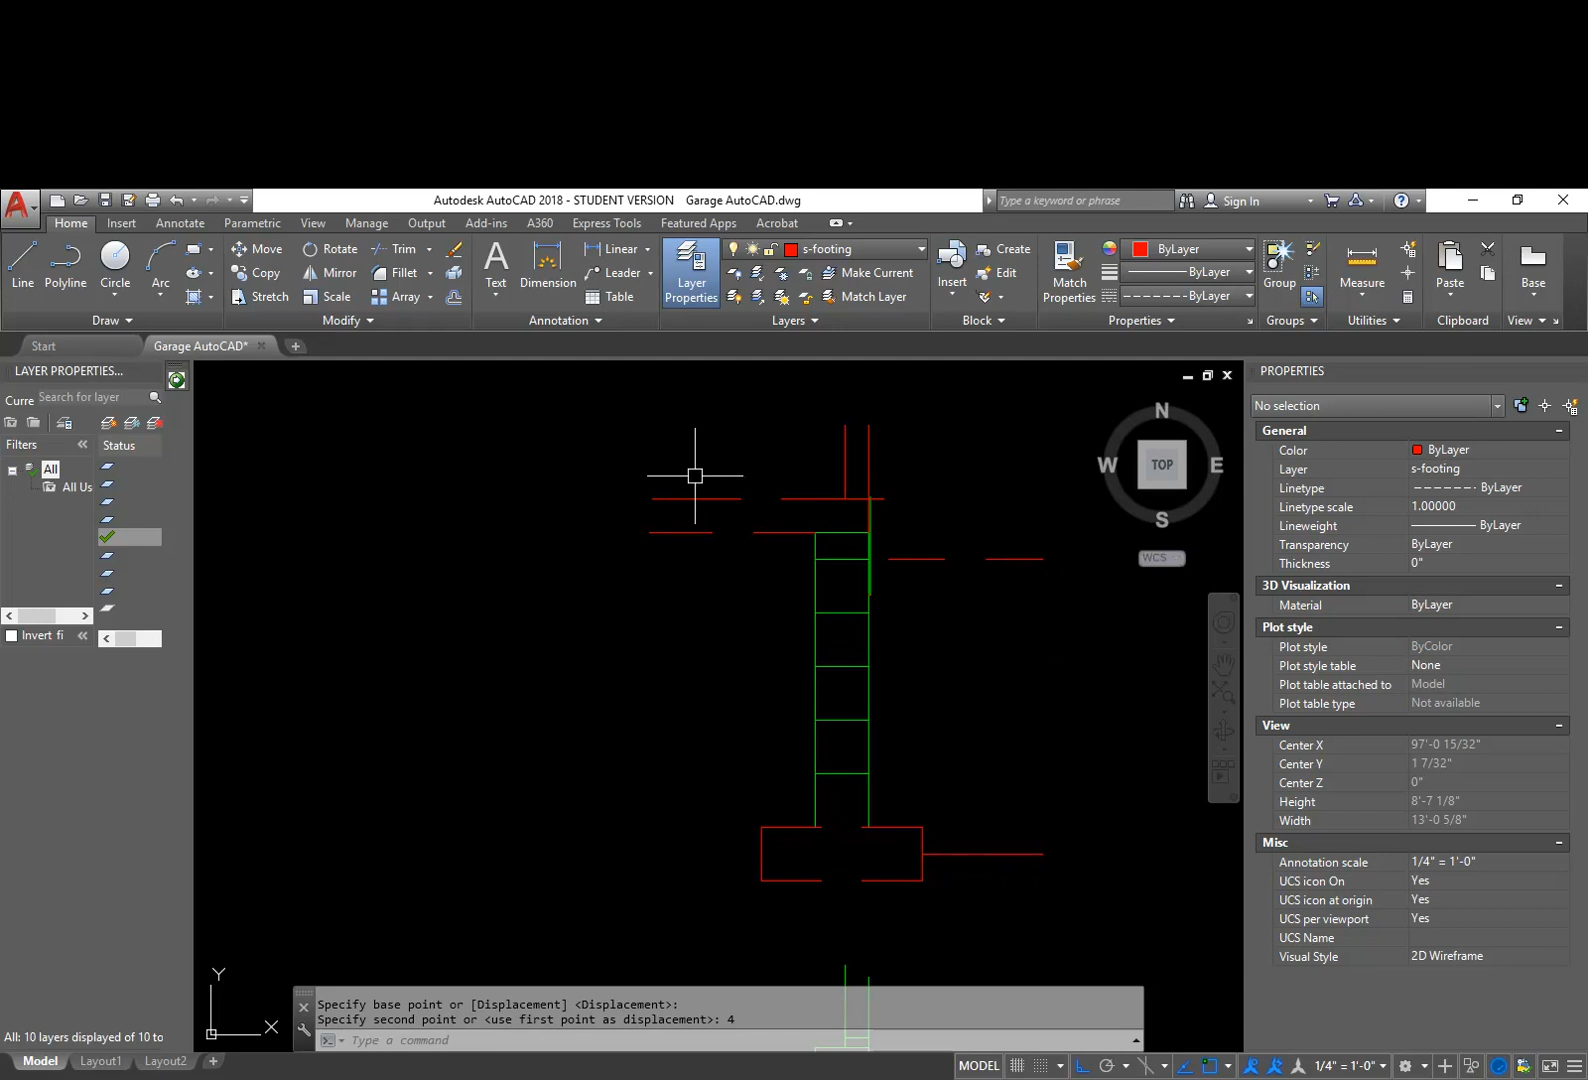 Autodesk AutoCAD 2018 - STUDENT VERSION Garage AutoCAD.dwg
Type a keyword or phrase
Sign In
Home Insert Annotate Parametric View Manage Output Add-ins A360 Express Tools Featured Apps Acrobat
Line Polyline Circle Arc
Move Rotate Trim
Copy Mirror Fillet
Stretch Scale Array
Text Dimension
Linear
Leader
Table
Layer Properties
s-footing
Make Current
Match Layer
Insert
Create
Edit
Match Properties
ByLayer
ByLayer
ByLayer
Group Measure Paste Base
Draw Modify Annotation Layers Block Properties Groups Utilities Clipboard View
Start Garage AutoCAD*
LAYER PROPERTIES...
Curre Search for layer
Filters Status
All
All Us
Invert fi
All: 10 layers displayed of 10 to
N
W TOP E
S
WCS
Y
X
Specify base point or [Displacement] <Displacement>:
Specify second point or <use first point as displacement>: 4
Type a command
PROPERTIES
No selection
General
Color ByLayer
Layer s-footing
Linetype ByLayer
Linetype scale 1.00000
Lineweight ByLayer
Transparency ByLayer
Thickness 0"
3D Visualization
Material ByLayer
Plot style
Plot style ByColor
Plot style table None
Plot table attached to Model
Plot table type Not available
View
Center X 97'-0 15/32"
Center Y 1 7/32"
Center Z 0"
Height 8'-7 1/8"
Width 13'-0 5/8"
Misc
Annotation scale 1/4" = 1'-0"
UCS icon On Yes
UCS icon at origin Yes
UCS per viewport Yes
UCS Name
Visual Style 2D Wireframe
Model Layout1 Layout2
MODEL 1/4" = 1'-0"